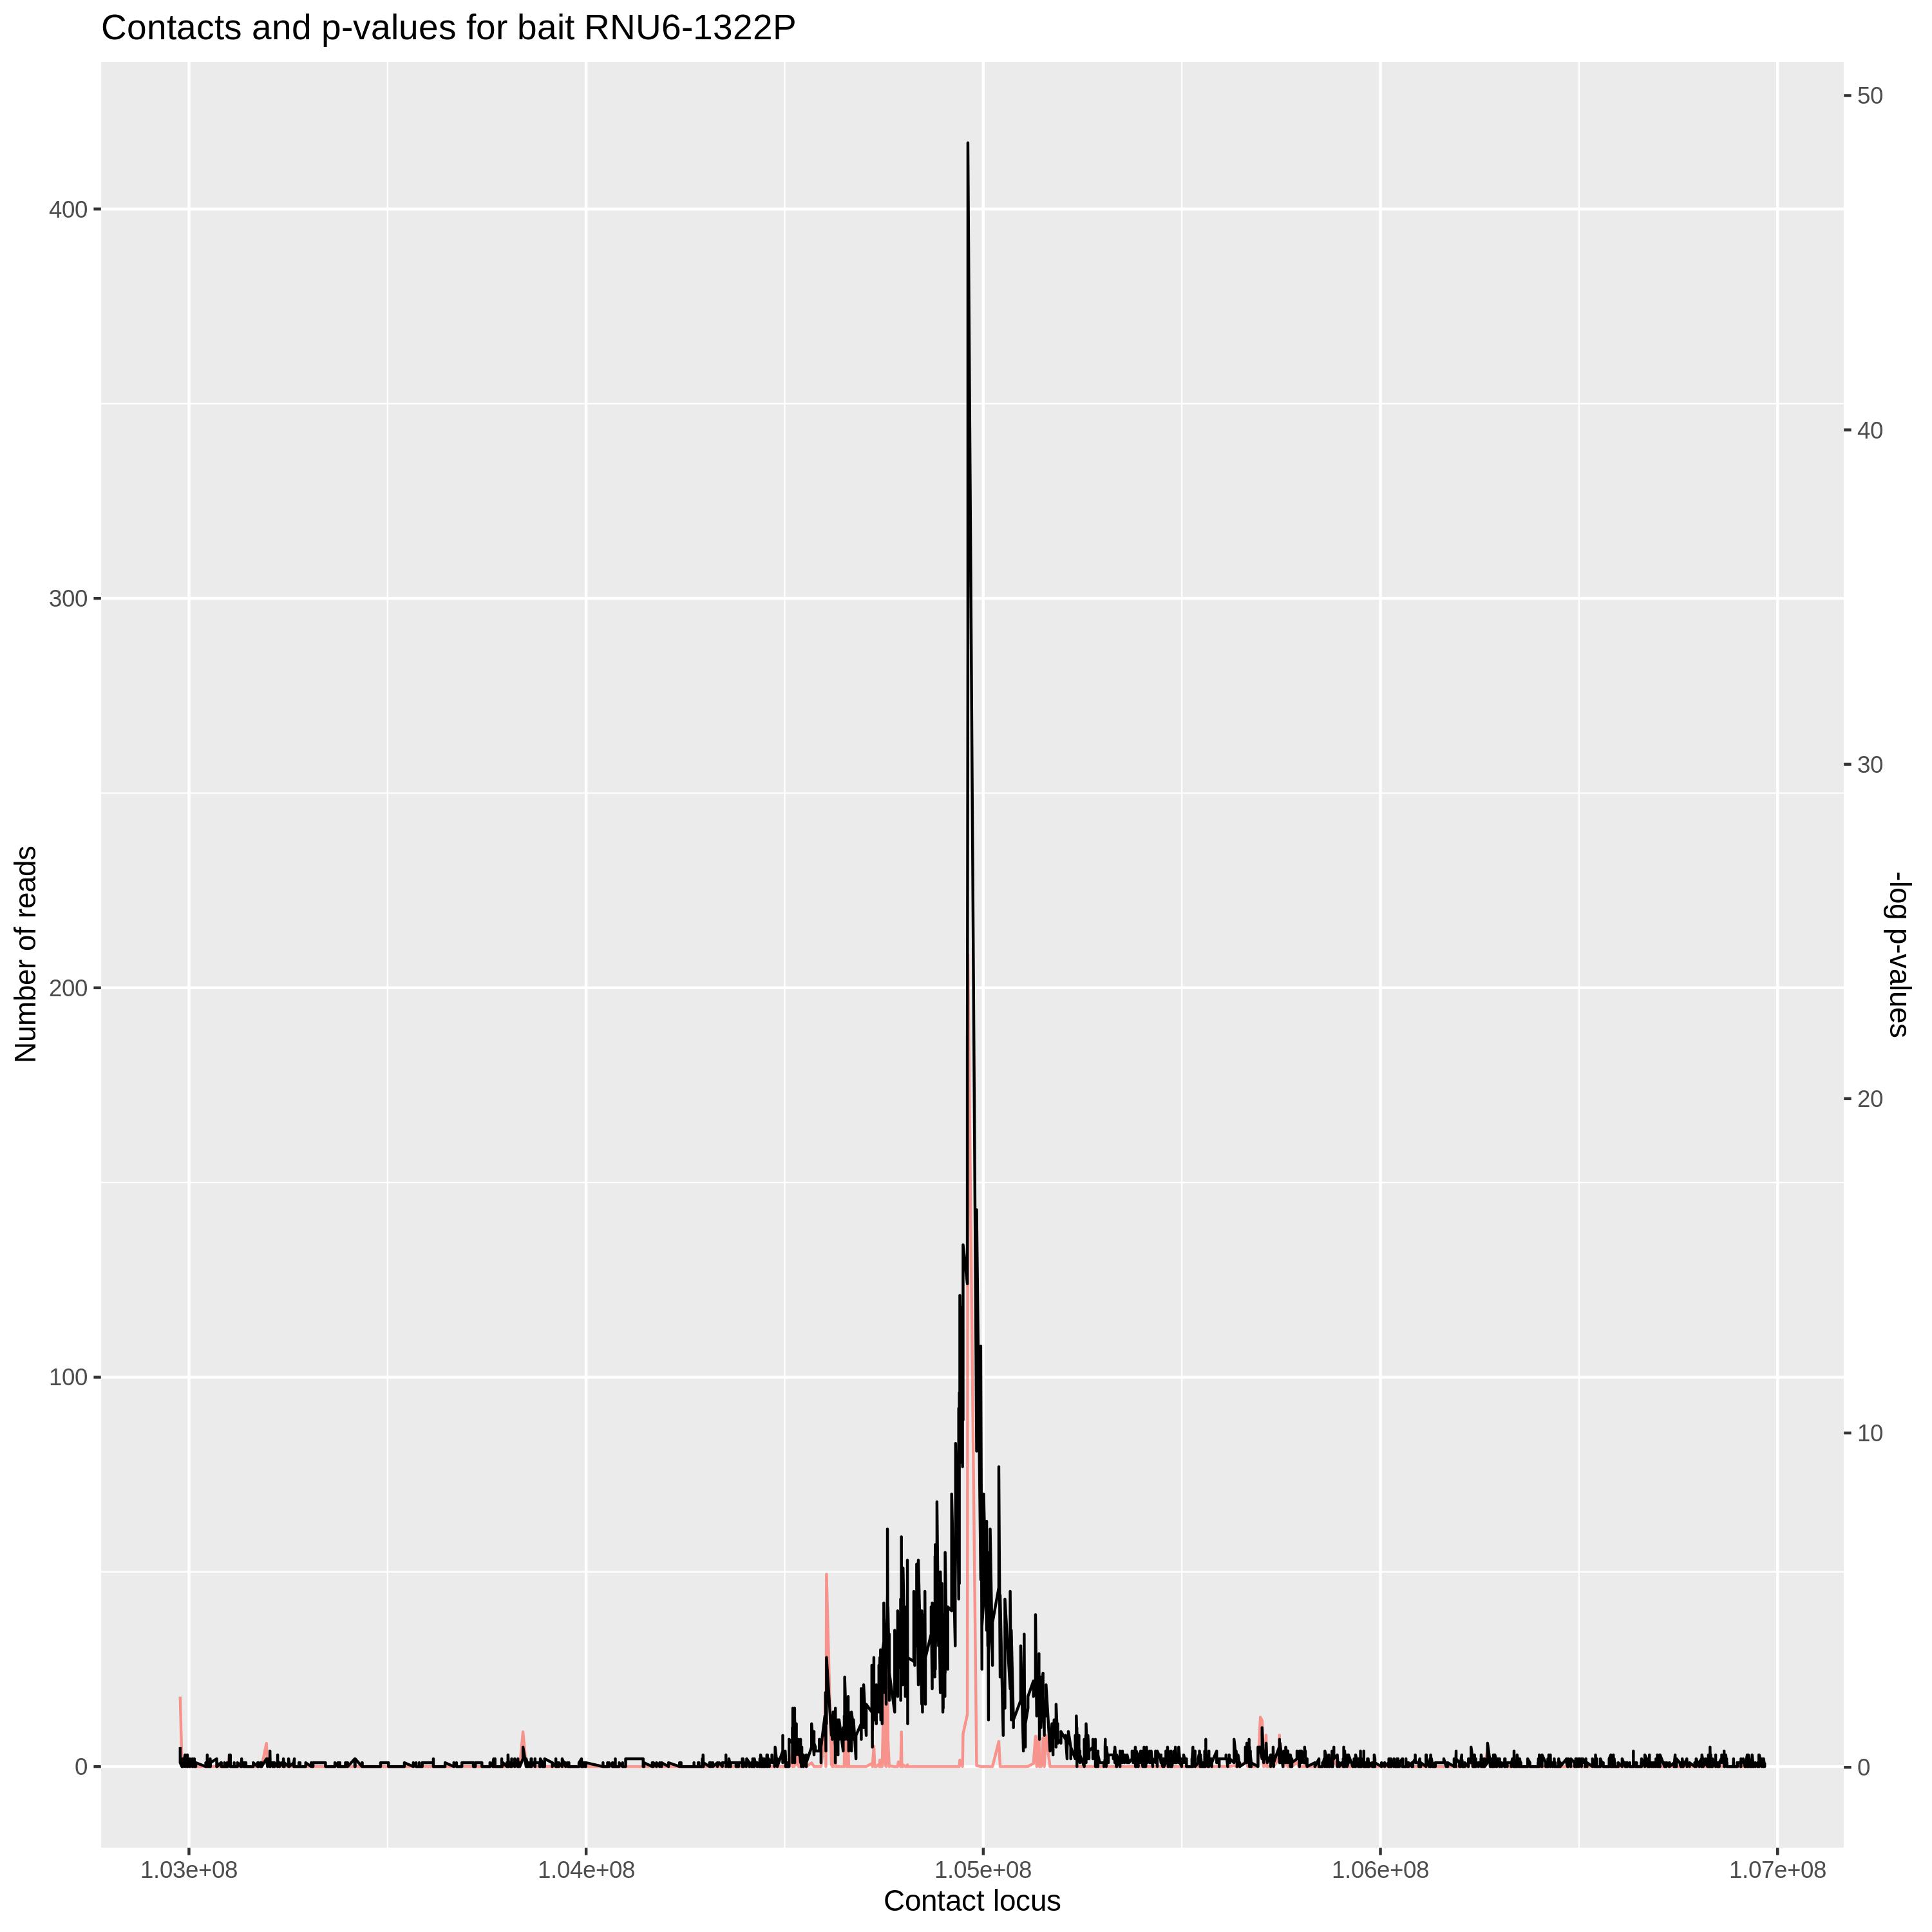 Contacts and p-values for bait RNU6-1322P
50
400
40
300
30
Number of reads
-log p-values
200
20
100
10
0
0
1.03e+08
1.04e+08
1.05e+08
1.06e+08
1.07e+08
Contact locus